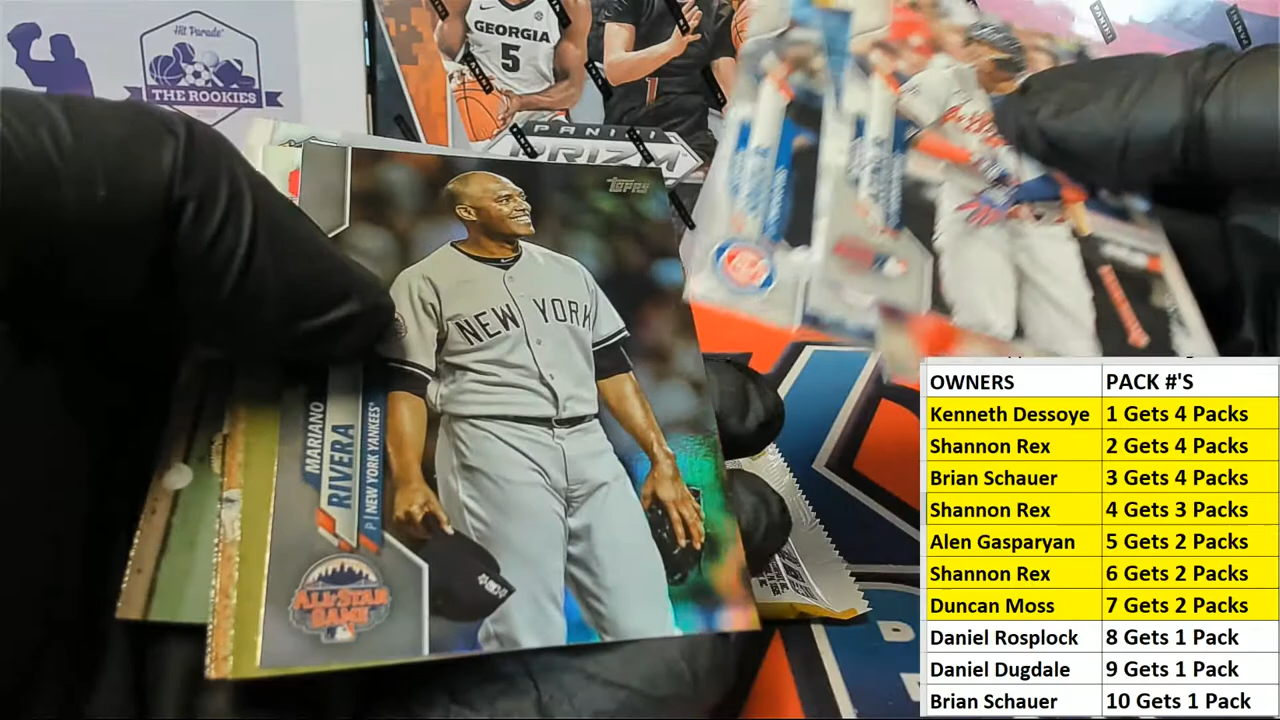 Hit Parade
THE ROOKIES
GEORGIA
5
1
PANINI
PRIZM
Topps
NEW YORK
MARIANO
RIVERA
P | NEW YORK YANKEES
ALL-STAR
GAME
OWNERS PACK #'S
Kenneth Dessoye 1 Gets 4 Packs
Shannon Rex 2 Gets 4 Packs
Brian Schauer 3 Gets 4 Packs
Shannon Rex 4 Gets 3 Packs
Alen Gasparyan 5 Gets 2 Packs
Shannon Rex 6 Gets 2 Packs
Duncan Moss 7 Gets 2 Packs
Daniel Rosplock 8 Gets 1 Pack
Daniel Dugdale 9 Gets 1 Pack
Brian Schauer 10 Gets 1 Pack